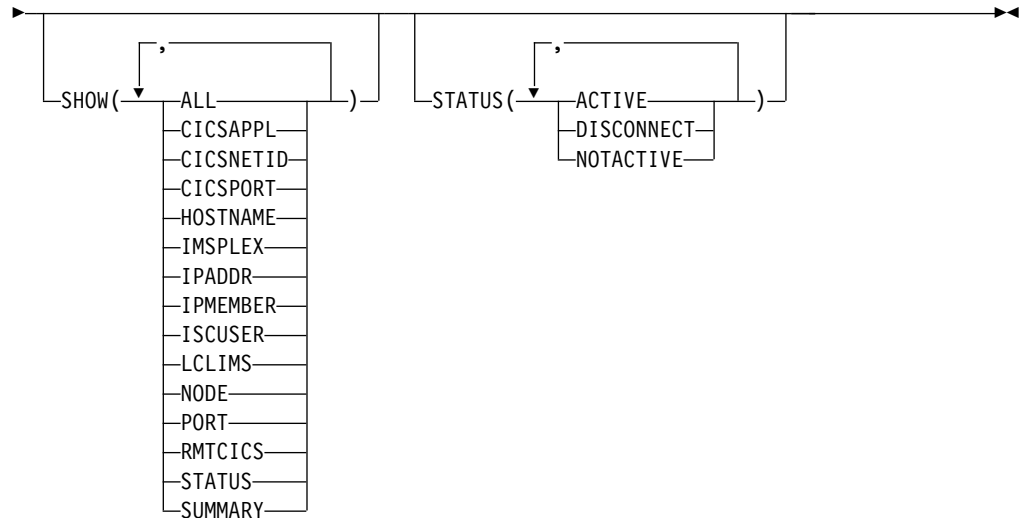 , ,
SHOW( ALL ) STATUS( ACTIVE )
CICSAPPL DISCONNECT
CICSNETID NOTACTIVE
CICSPORT
HOSTNAME
IMSPLEX
IPADDR
IPMEMBER
ISCUSER
LCLIMS
NODE
PORT
RMTCICS
STATUS
SUMMARY